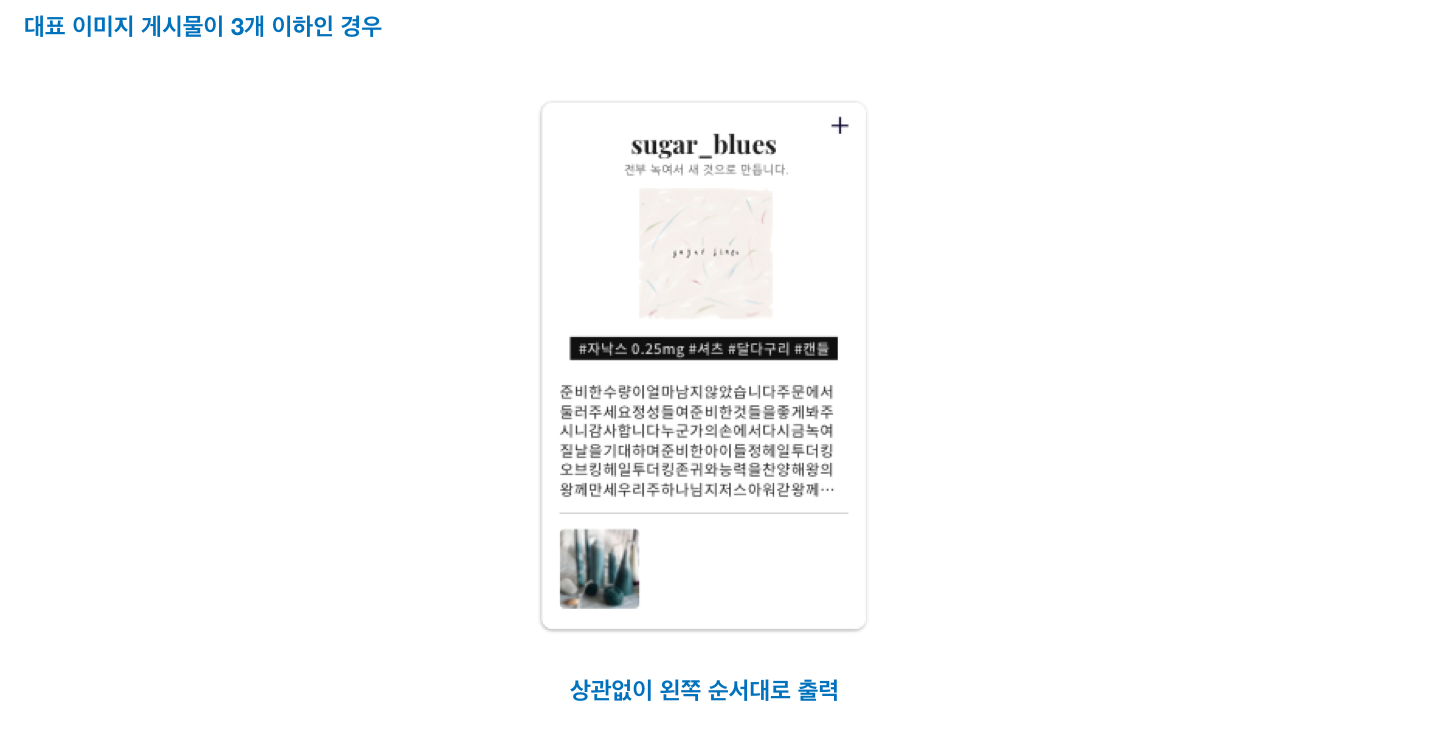 대표 이미지 게시물이 3개 이하인 경우
sugar_blues
전부 녹여서 새 것으로 만듭니다.
sugar blues
#자낙스 0.25mg #셔츠 #달다구리 #캔들
준비한수량이얼마남지않았습니다주문에서
둘러주세요정성들여준비한것들을좋게봐주
시니감사합니다누군가의손에서다시금녹여
질날을기대하며준비한아이들정헤일투더킹
오브킹헤일투더킹존귀와능력을찬양해왕의
왕께만세우리주하나님지저스아워갇왕께…
상관없이 왼쪽 순서대로 출력